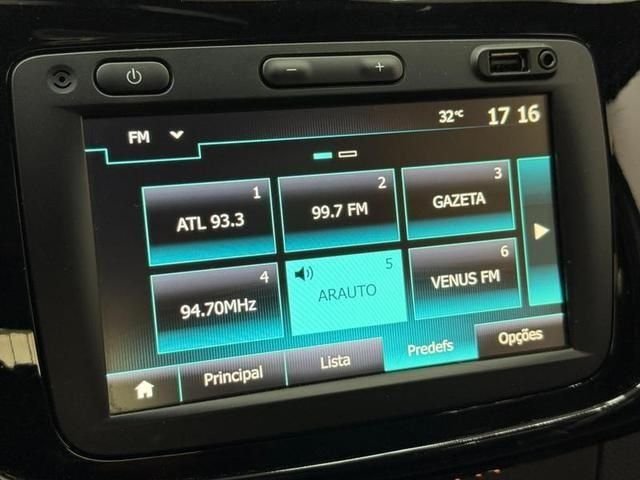 − +
FM
32°C 17 16
1
ATL 93.3
2
99.7 FM
3
GAZETA
4
94.70MHz
5
ARAUTO
6
VENUS FM
Principal
Lista
Predefs
Opções